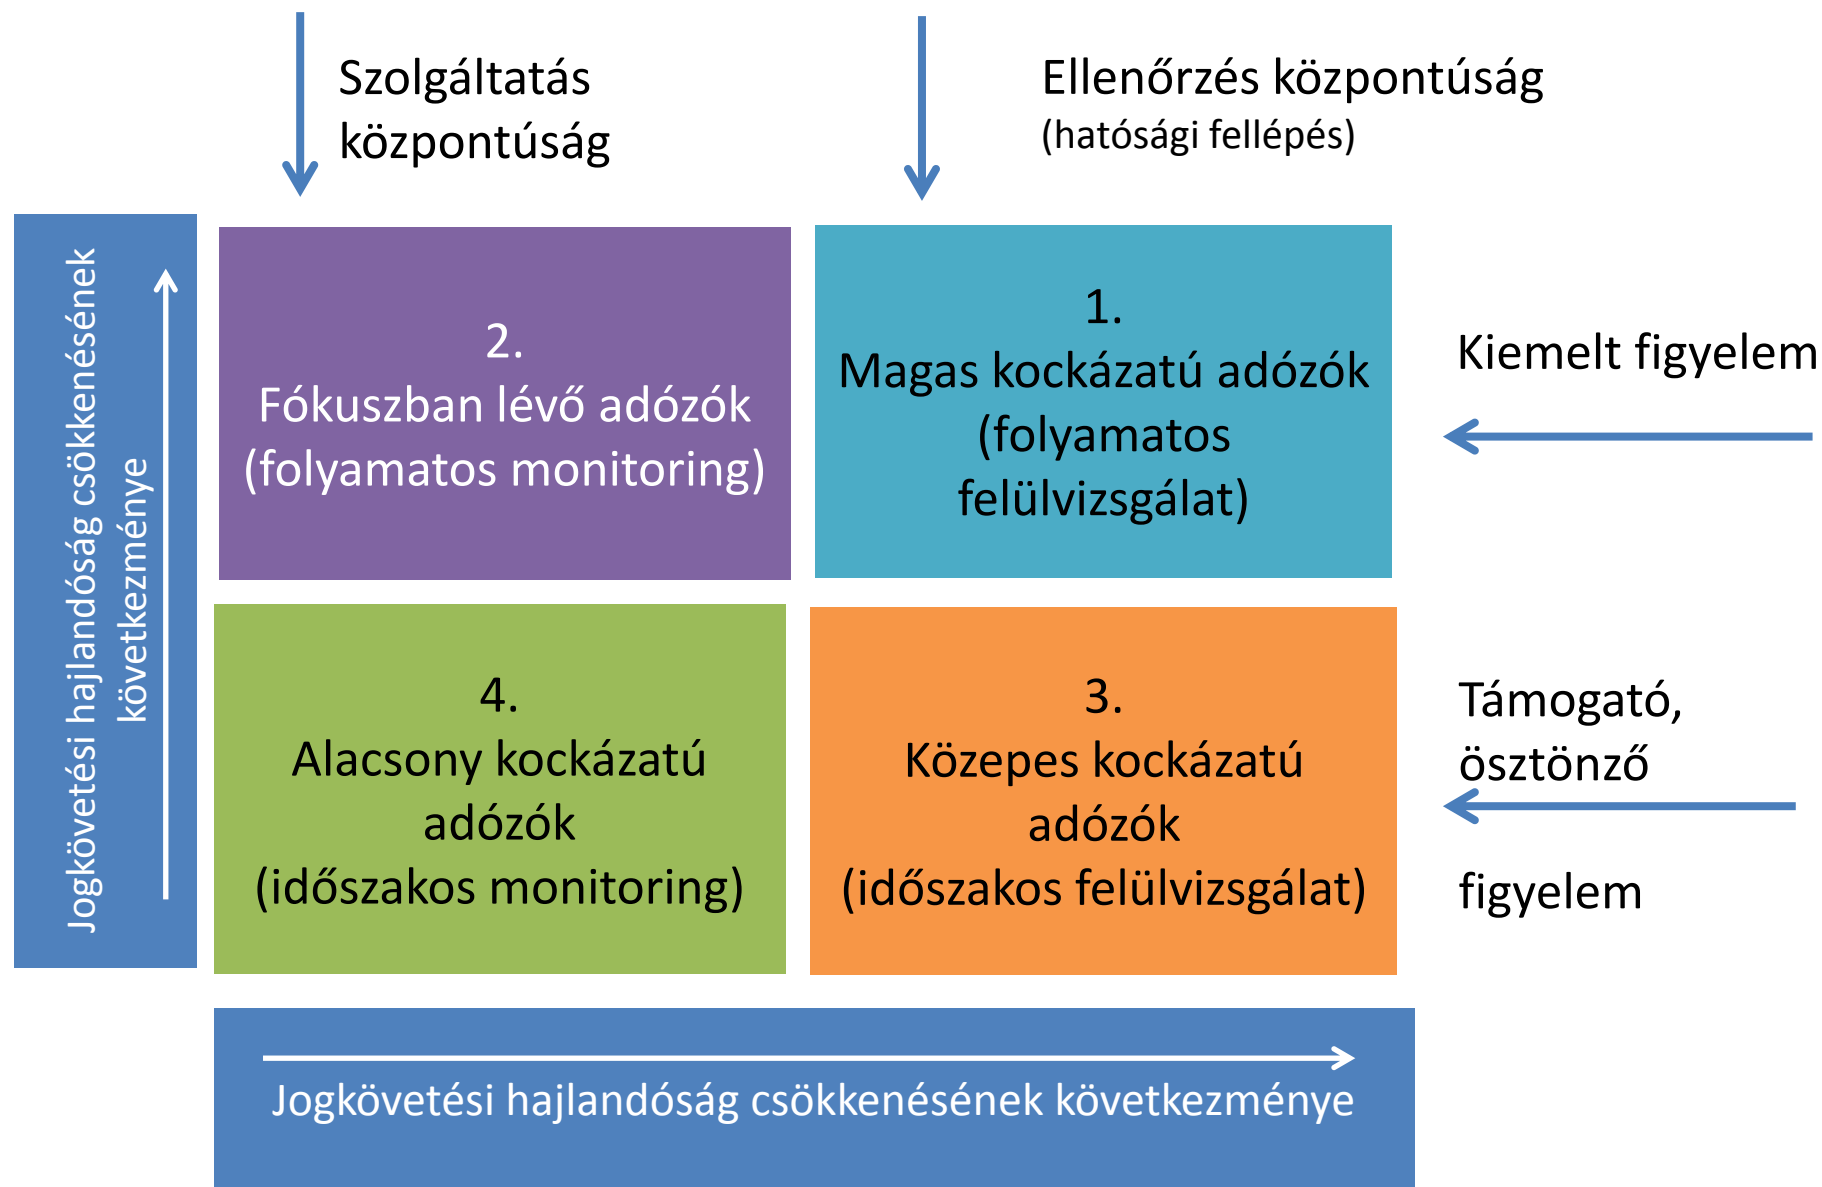 Szolgáltatás
központúság
Ellenőrzés központúság
(hatósági fellépés)
Jogkövetési hajlandóság csökkenésének
következménye
2.
Fókuszban lévő adózók
(folyamatos monitoring)
1.
Magas kockázatú adózók
(folyamatos
felülvizsgálat)
Kiemelt figyelem
4.
Alacsony kockázatú
adózók
(időszakos monitoring)
3.
Közepes kockázatú
adózók
(időszakos felülvizsgálat)
Támogató,
ösztönző
figyelem
Jogkövetési hajlandóság csökkenésének következménye